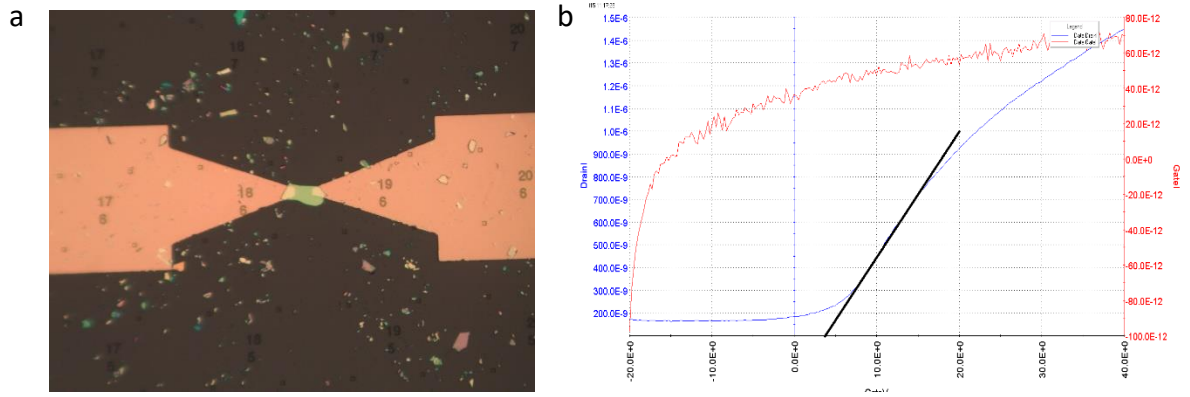 a
b
17
7
18
7
19
7
20
7
17
6
18
6
19
6
20
6
17
5
18
5
19
5
Legend
1.5E-6
1.4E-6
1.3E-6
1.2E-6
1.1E-6
1.0E-6
900.0E-9
800.0E-9
700.0E-9
600.0E-9
500.0E-9
400.0E-9
300.0E-9
200.0E-9
DrainI
80.0E-12
60.0E-12
40.0E-12
20.0E-12
0.0E+0
-20.0E-12
-40.0E-12
-60.0E-12
-80.0E-12
-100.0E-12
GateI
-20.0E+0
-10.0E+0
0.0E+0
10.0E+0
20.0E+0
30.0E+0
40.0E+0